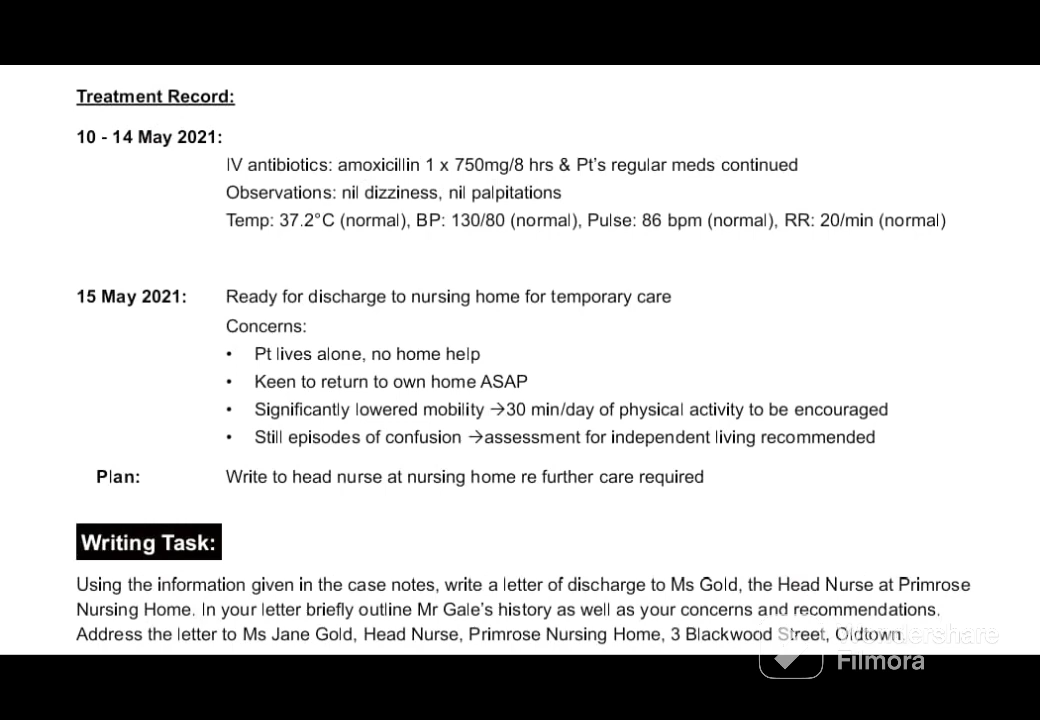 Treatment Record:
10 - 14 May 2021:
IV antibiotics: amoxicillin 1 x 750mg/8 hrs & Pt's regular meds continued
Observations: nil dizziness, nil palpitations
Temp: 37.2°C (normal), BP: 130/80 (normal), Pulse: 86 bpm (normal), RR: 20/min (normal)
15 May 2021: Ready for discharge to nursing home for temporary care
Concerns:
• Pt lives alone, no home help
• Keen to return to own home ASAP
• Significantly lowered mobility →30 min/day of physical activity to be encouraged
• Still episodes of confusion →assessment for independent living recommended
Plan: Write to head nurse at nursing home re further care required
Writing Task:
Using the information given in the case notes, write a letter of discharge to Ms Gold, the Head Nurse at Primrose
Nursing Home. In your letter briefly outline Mr Gale's history as well as your concerns and recommendations.
Address the letter to Ms Jane Gold, Head Nurse, Primrose Nursing Home, 3 Blackwood Street, Oldtown.
Wondershare
Filmora